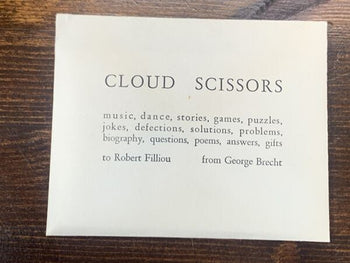 CLOUD SCISSORS
music, dance, stories, games, puzzles,
jokes, defections, solutions, problems,
biography, questions, poems, answers, gifts
to Robert Filliou from George Brecht